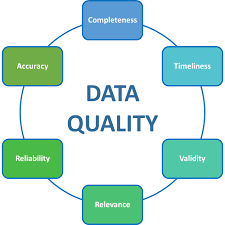 Completeness
Accuracy
Timeliness
DATA
QUALITY
Reliability
Validity
Relevance